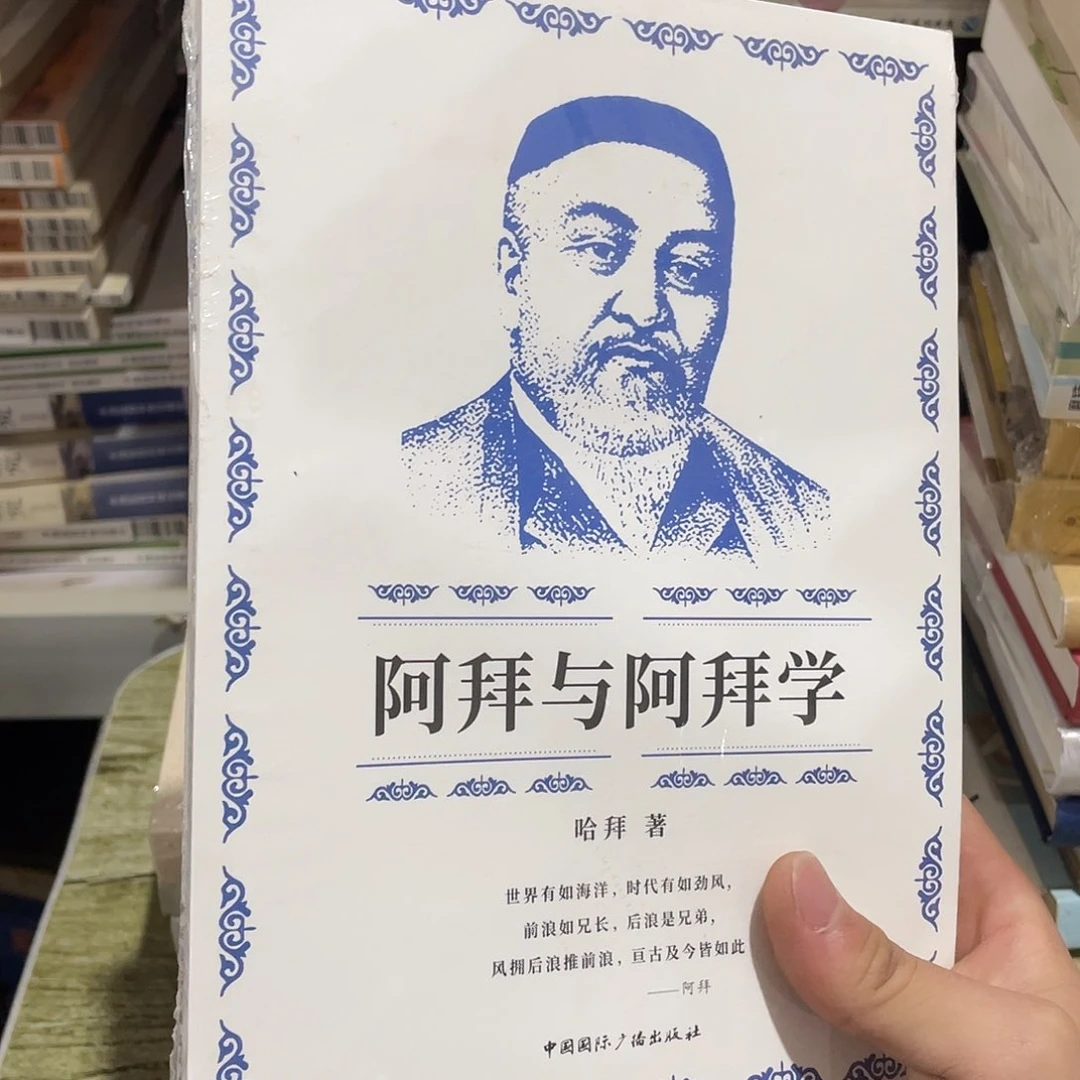 阿拜与阿拜学
哈拜 著
世界有如海洋，时代有如劲风，
前浪如兄长，后浪是兄弟，
风拥后浪推前浪，亘古及今皆如此
——阿拜
中国国际广播出版社